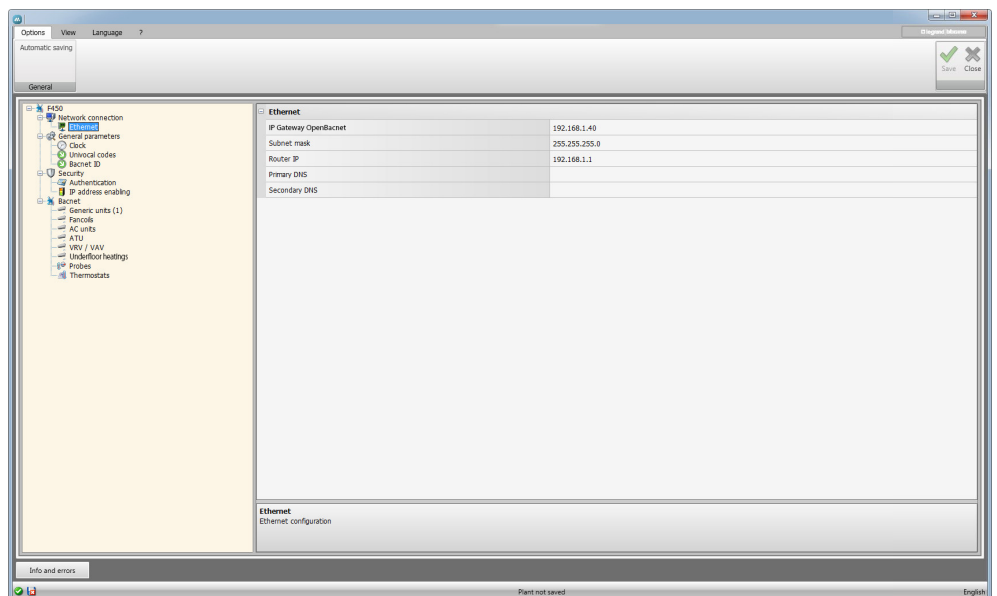 Options View Language ?
Automatic saving
Save Close
General
F450
Network connection
Ethernet
General parameters
Clock
Univocal codes
Bacnet ID
Security
Authentication
IP address enabling
Bacnet
Generic units (1)
Fancoils
AC units
ATU
VRV / VAV
Underfloor heatings
Probes
Thermostats
Ethernet
IP Gateway OpenBacnet 192.168.1.40
Subnet mask 255.255.255.0
Router IP 192.168.1.1
Primary DNS
Secondary DNS
Ethernet
Ethernet configuration
Info and errors
Plant not saved English